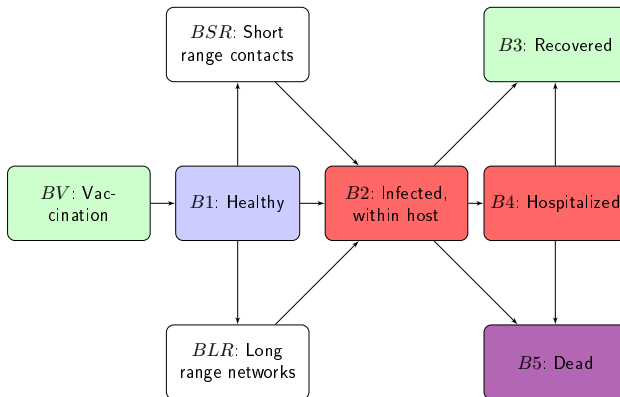 BSR: Short
range contacts
B3: Recovered
BV: Vac-
cination
B1: Healthy
B2: Infected,
within host
B4: Hospitalized
BLR: Long
range networks
B5: Dead